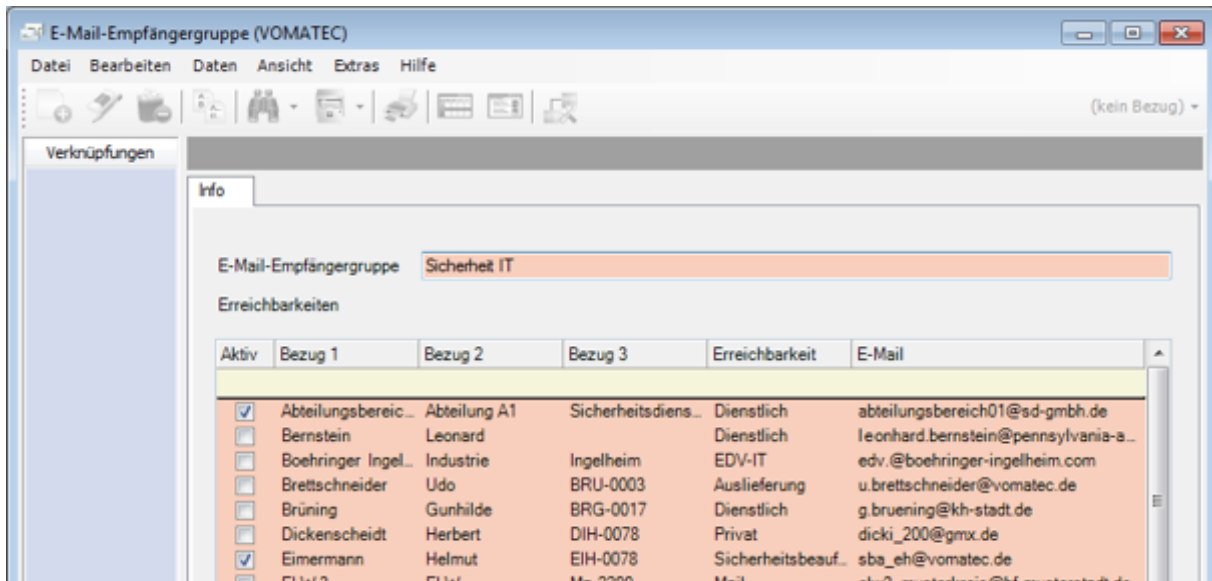 E-Mail-Empfängergruppe (VOMATEC)
Datei Bearbeiten Daten Ansicht Extras Hilfe
(kein Bezug)
Verknüpfungen
Info
E-Mail-Empfängergruppe Sicherheit IT
Erreichbarkeiten
Aktiv Bezug 1 Bezug 2 Bezug 3 Erreichbarkeit E-Mail
Abteilungsbereic... Abteilung A1 Sicherheitsdiens... Dienstlich abteilungsbereich01@sd-gmbh.de
Bernstein Leonard Dienstlich leonhard.bernstein@pennsylvania-a...
Boehringer Ingel... Industrie Ingelheim EDV-IT edv.@boehringer-ingelheim.com
Brettschneider Udo BRU-0003 Auslieferung u.brettschneider@vomatec.de
Brüning Gunhilde BRG-0017 Dienstlich g.bruening@kh-stadt.de
Dickenscheidt Herbert DIH-0078 Privat dicki_200@gmx.de
Eimermann Helmut EIH-0078 Sicherheitsbeauf... sba_eh@vomatec.de